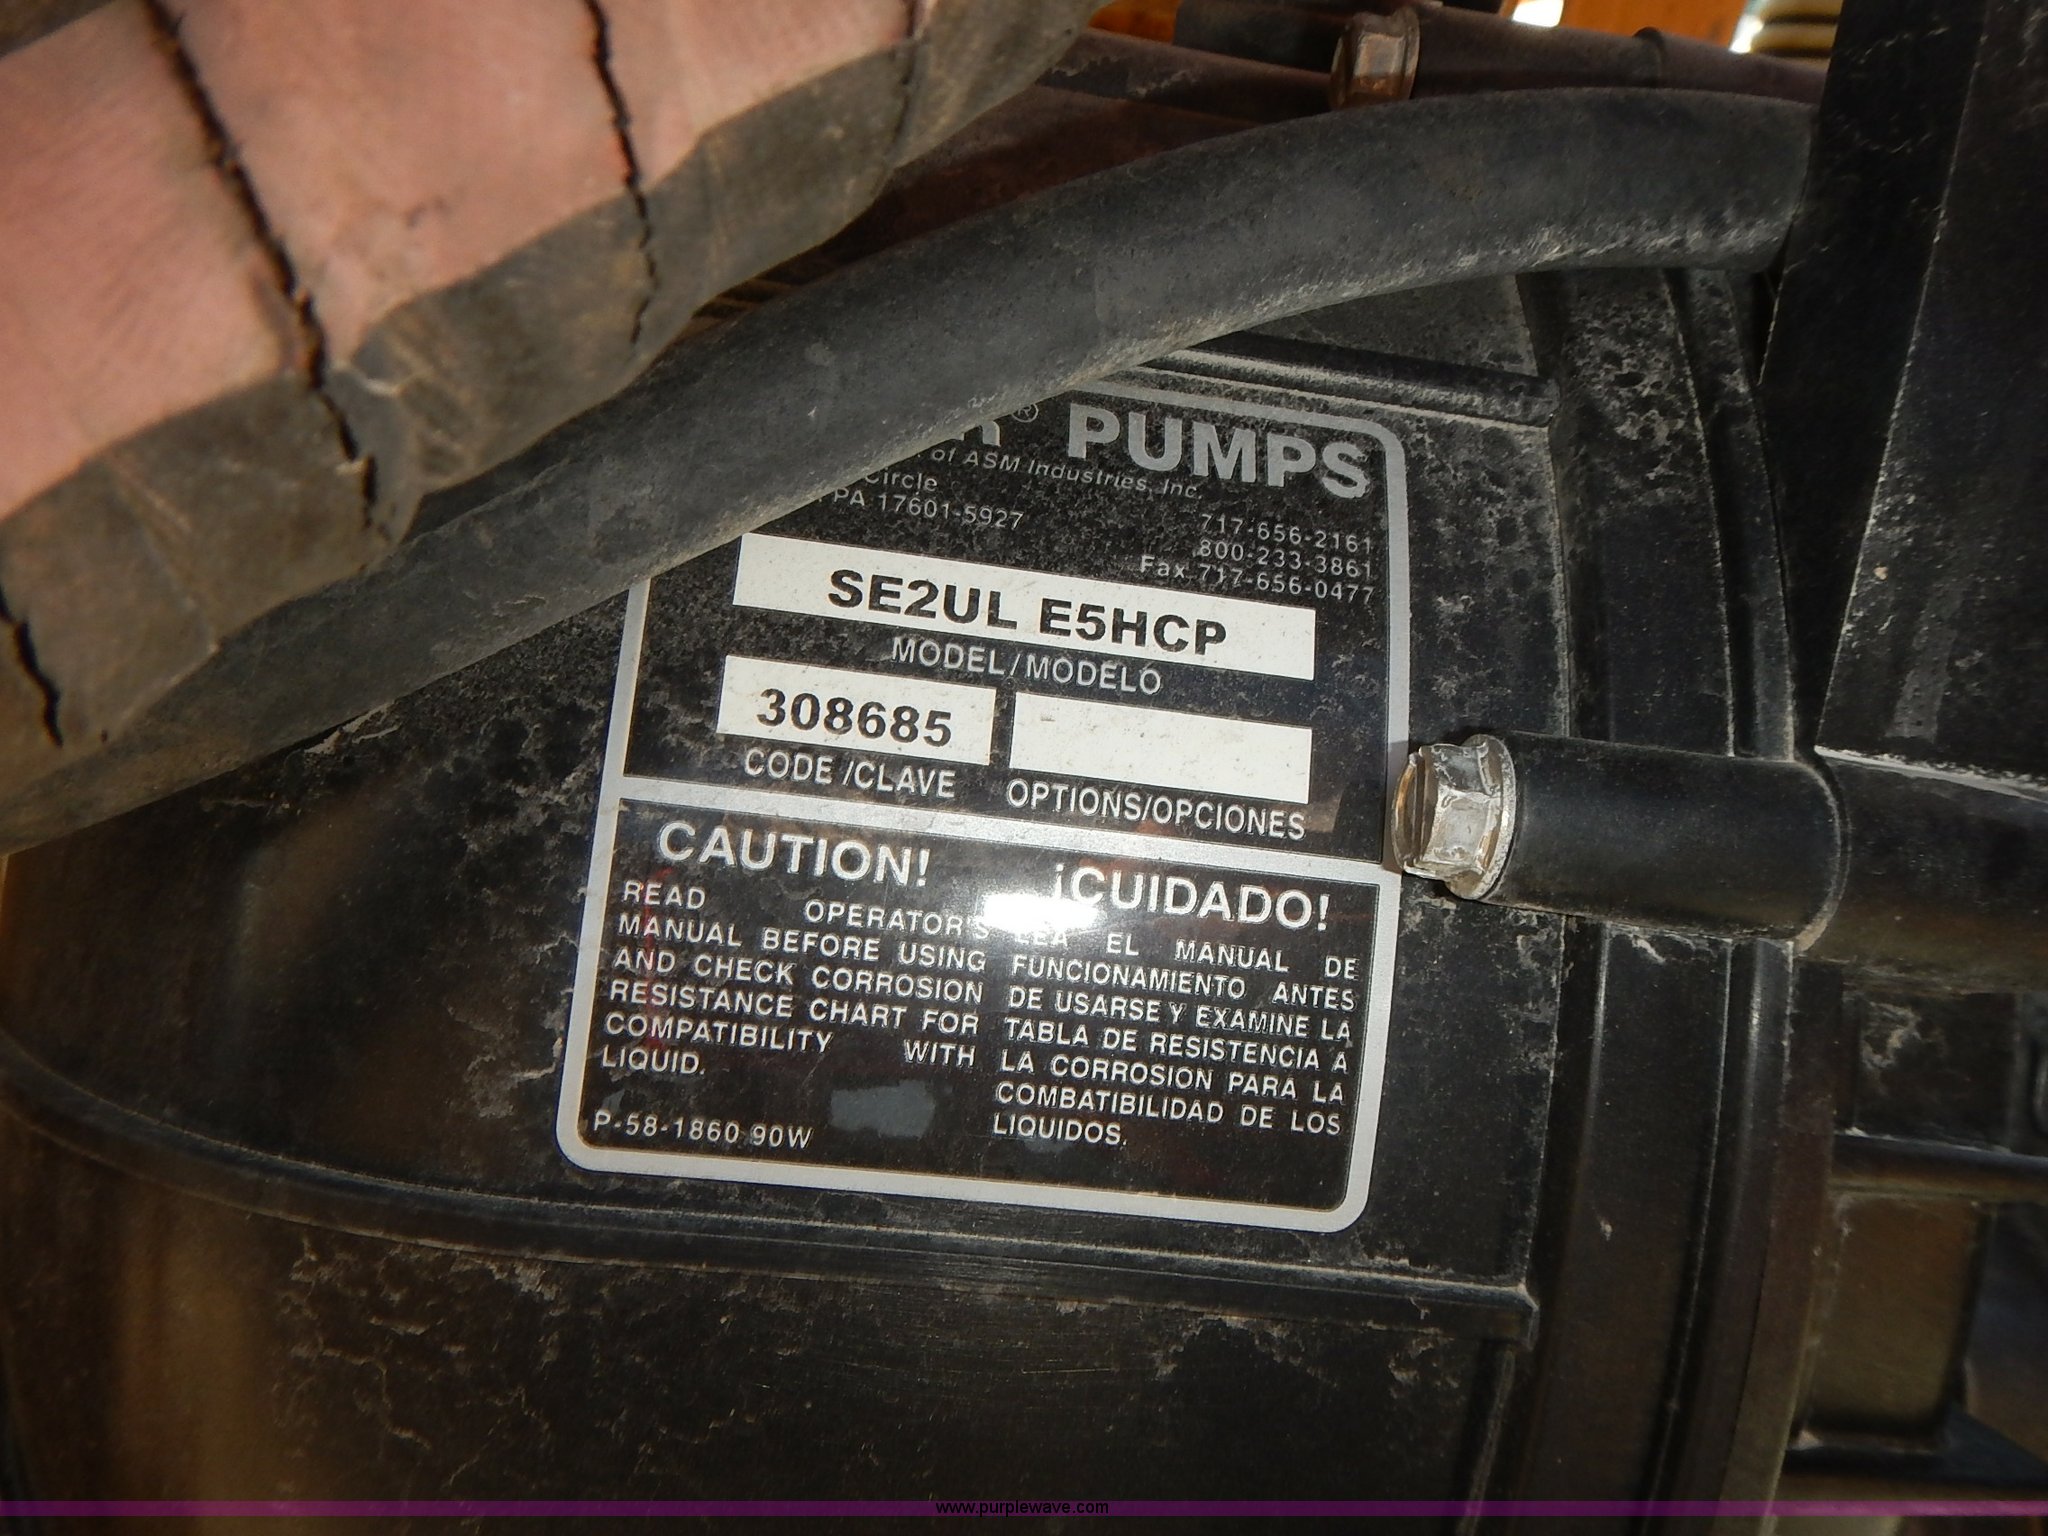 ® PUMPS
of ASM Industries, Inc.
Circle
PA 17601-5927
717-656-2161
800-233-3861
Fax 717-656-0477
SE2UL E5HCP
MODEL/MODELO
308685
CODE /CLAVE
OPTIONS/OPCIONES
CAUTION!
READ OPERATOR'S
MANUAL BEFORE USING
AND CHECK CORROSION
RESISTANCE CHART FOR
COMPATIBILITY WITH
LIQUID.
P-58-1860 90W
¡CUIDADO!
LEA EL MANUAL DE
FUNCIONAMIENTO ANTES
DE USARSE Y EXAMINE LA
TABLA DE RESISTENCIA A
LA CORROSION PARA LA
COMBATIBILIDAD DE LOS
LIQUIDOS.
www.purplewave.com